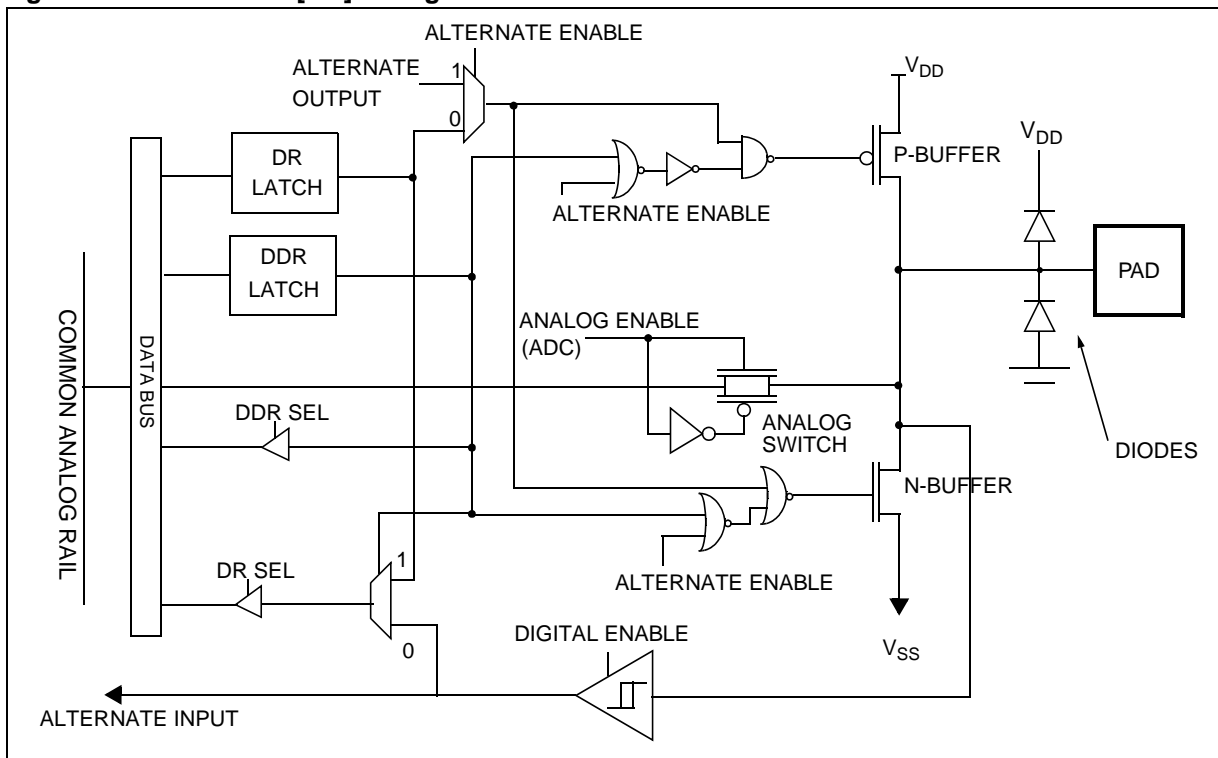 ALTERNATE ENABLE
ALTERNATE
OUTPUT
1
0
VDD
VDD
DR
LATCH
P-BUFFER
ALTERNATE ENABLE
DDR
LATCH
PAD
COMMON ANALOG RAIL
DATA BUS
ANALOG ENABLE
(ADC)
DDR SEL
ANALOG
SWITCH
DIODES
N-BUFFER
1
DR SEL
ALTERNATE ENABLE
0
DIGITAL ENABLE
VSS
ALTERNATE INPUT